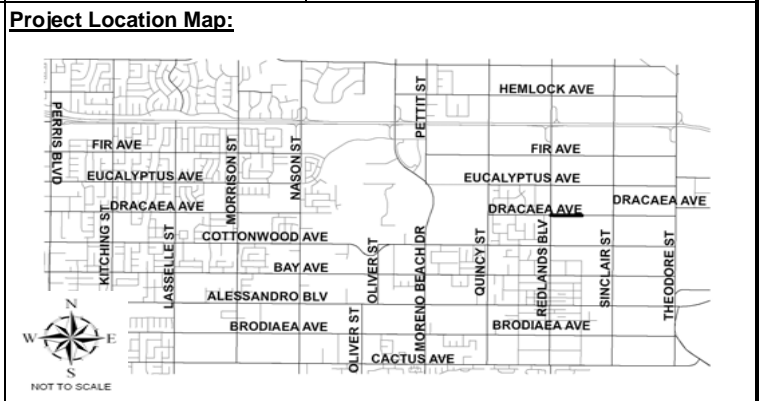 Project Location Map:
HEMLOCK AVE
PETTIT ST
PERRIS BLVD
FIR AVE
MORRISON ST
NASON ST
FIR AVE
EUCALYPTUS AVE
EUCALYPTUS AVE
DRACAEA AVE
DRACAEA AVE
DRACAEA AVE
KITCHING ST
LASSELLE ST
COTTONWOOD AVE
OLIVER ST
MORENO BEACH DR
QUINCY ST
REDLANDS BLV
SINCLAIR ST
THEODORE ST
BAY AVE
ALESSANDRO BLV
BRODIAEA AVE
OLIVER ST
BRODIAEA AVE
CACTUS AVE
N
W
E
S
NOT TO SCALE